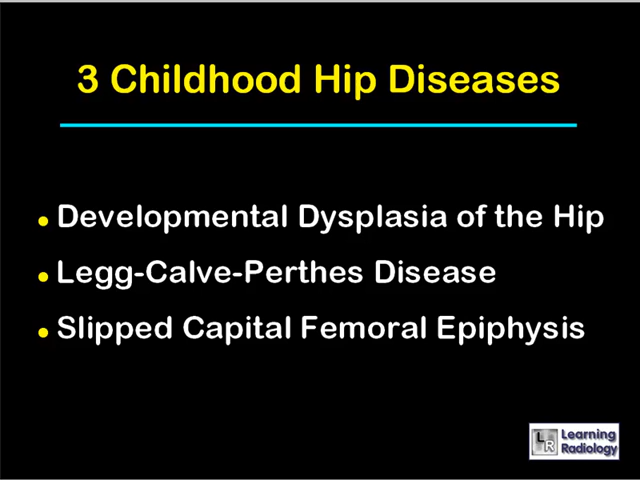 3 Childhood Hip Diseases
Developmental Dysplasia of the Hip
Legg-Calve-Perthes Disease
Slipped Capital Femoral Epiphysis
LR Learning
Radiology